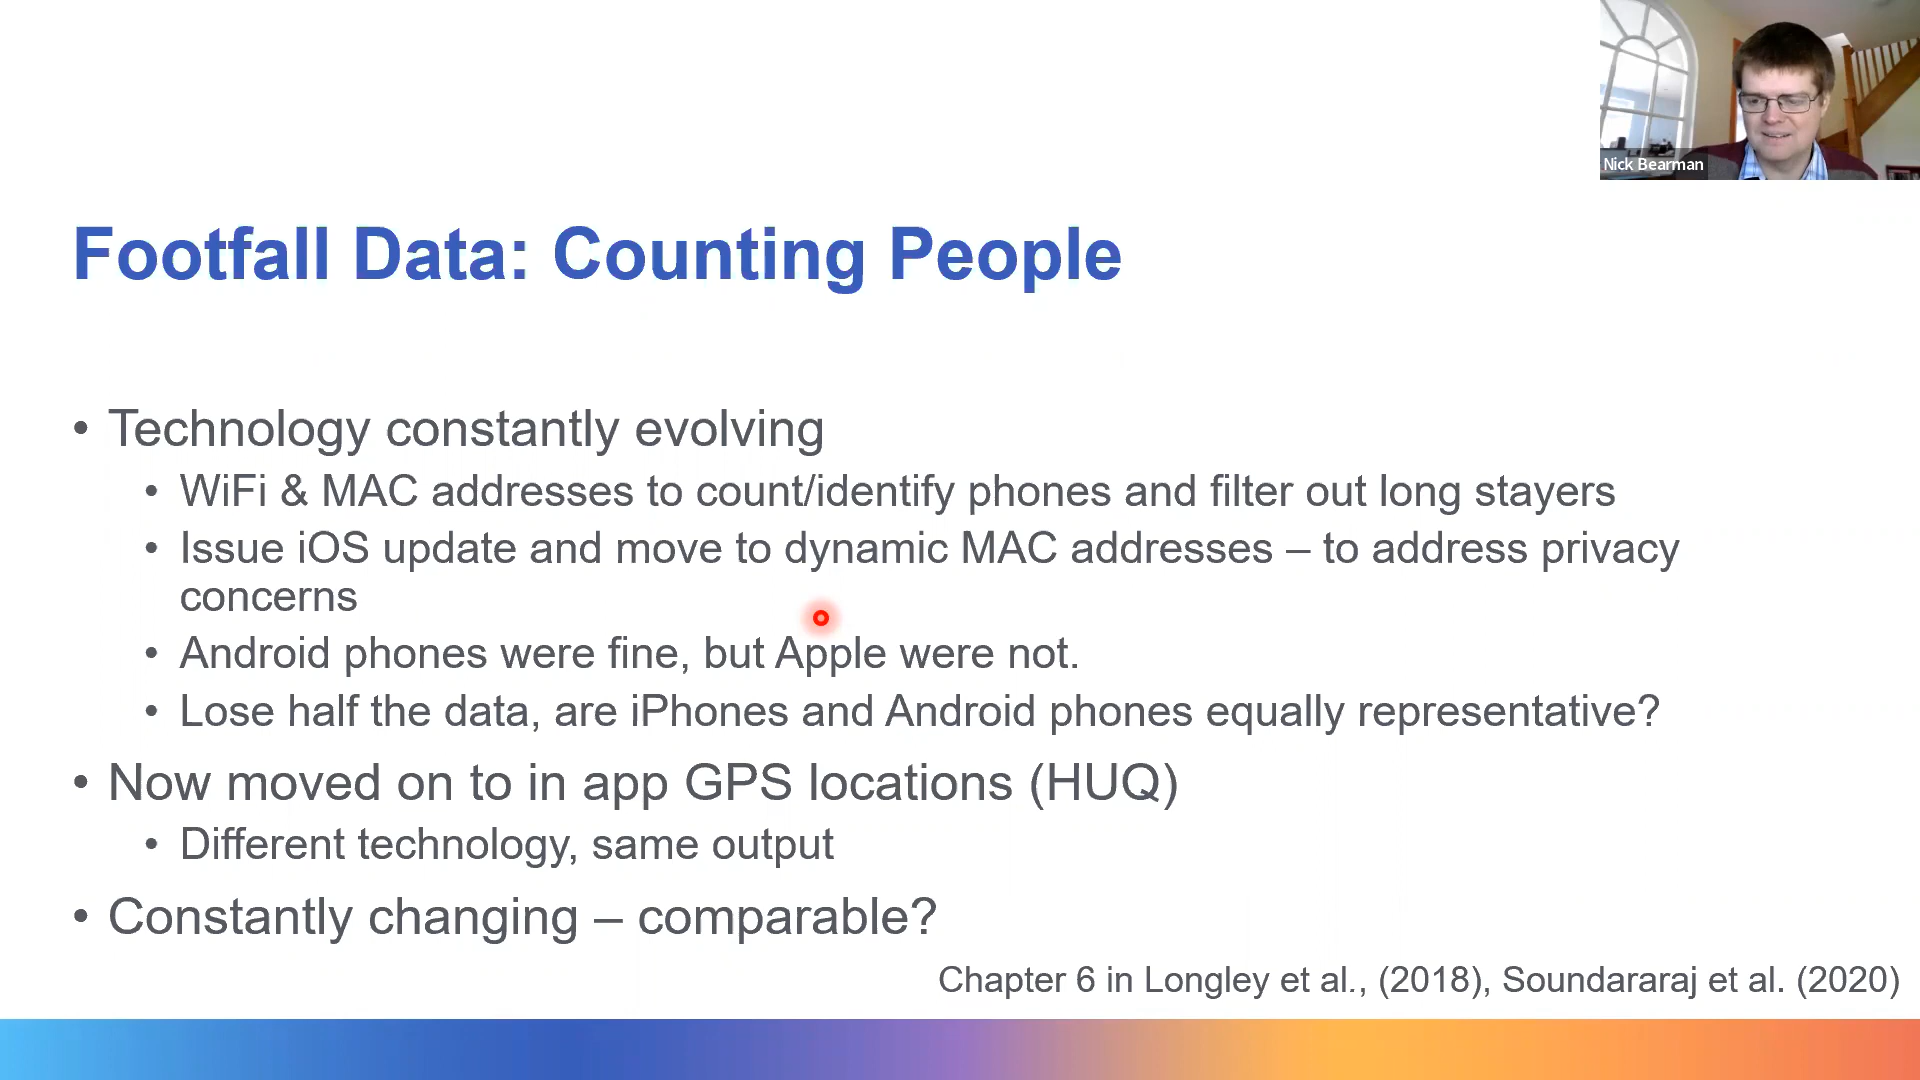 Nick Bearman
Footfall Data: Counting People
• Technology constantly evolving
• WiFi & MAC addresses to count/identify phones and filter out long stayers
• Issue iOS update and move to dynamic MAC addresses – to address privacy
concerns
• Android phones were fine, but Apple were not.
• Lose half the data, are iPhones and Android phones equally representative?
• Now moved on to in app GPS locations (HUQ)
• Different technology, same output
• Constantly changing – comparable?
Chapter 6 in Longley et al., (2018), Soundararaj et al. (2020)